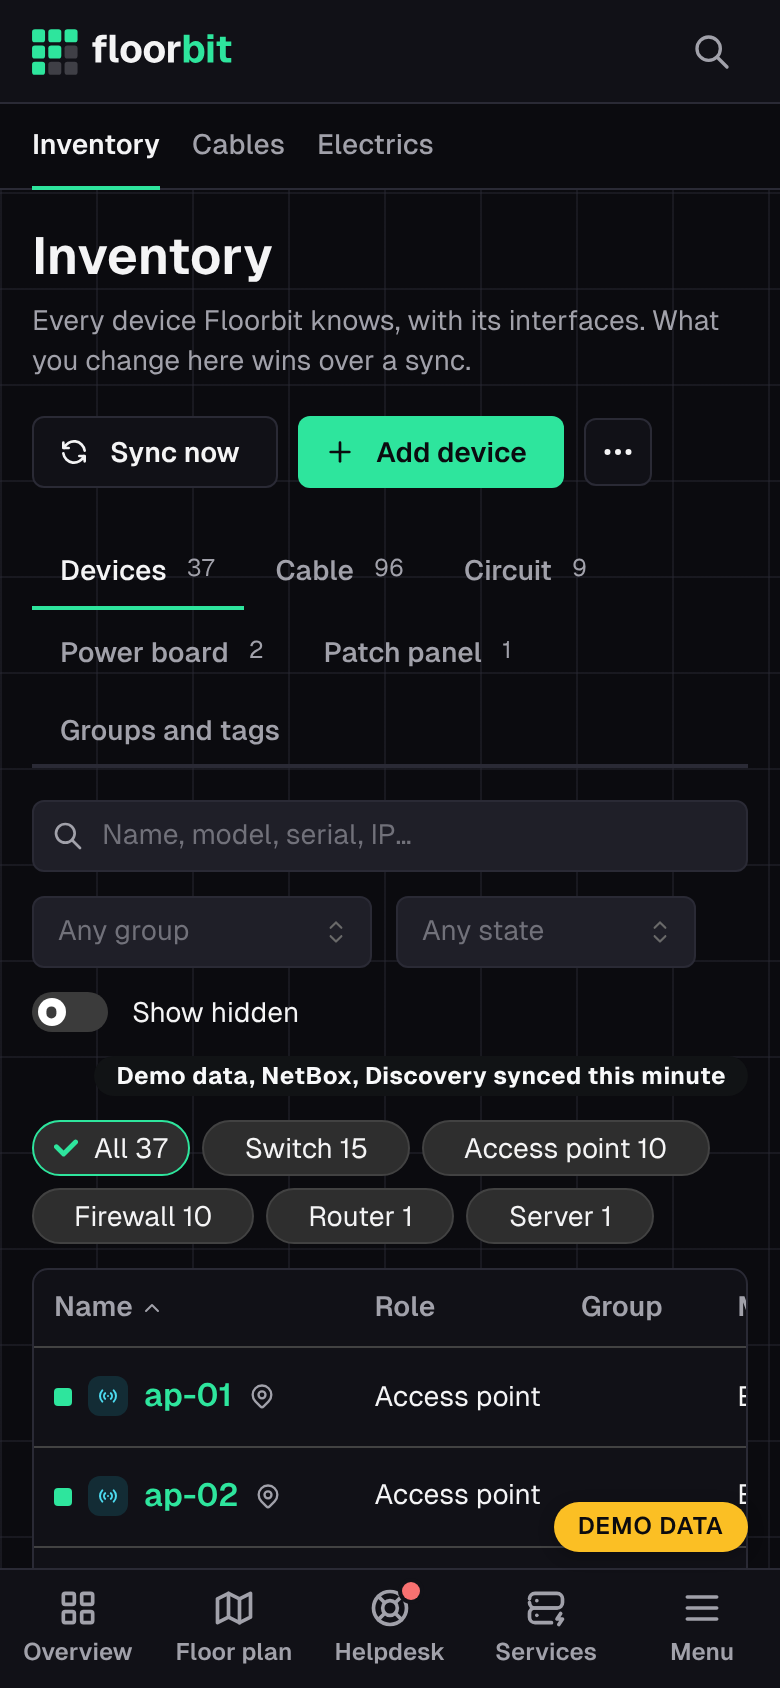 floorbit
Inventory Cables Electrics
Inventory
Every device Floorbit knows, with its interfaces. What
you change here wins over a sync.
Sync now Add device
Devices 37 Cable 96 Circuit 9
Power board 2 Patch panel 1
Groups and tags
Name, model, serial, IP...
Any group Any state
Show hidden
Demo data, NetBox, Discovery synced this minute
All 37 Switch 15 Access point 10
Firewall 10 Router 1 Server 1
Name Role Group
ap-01 Access point
ap-02 Access point
DEMO DATA
Overview Floor plan Helpdesk Services Menu